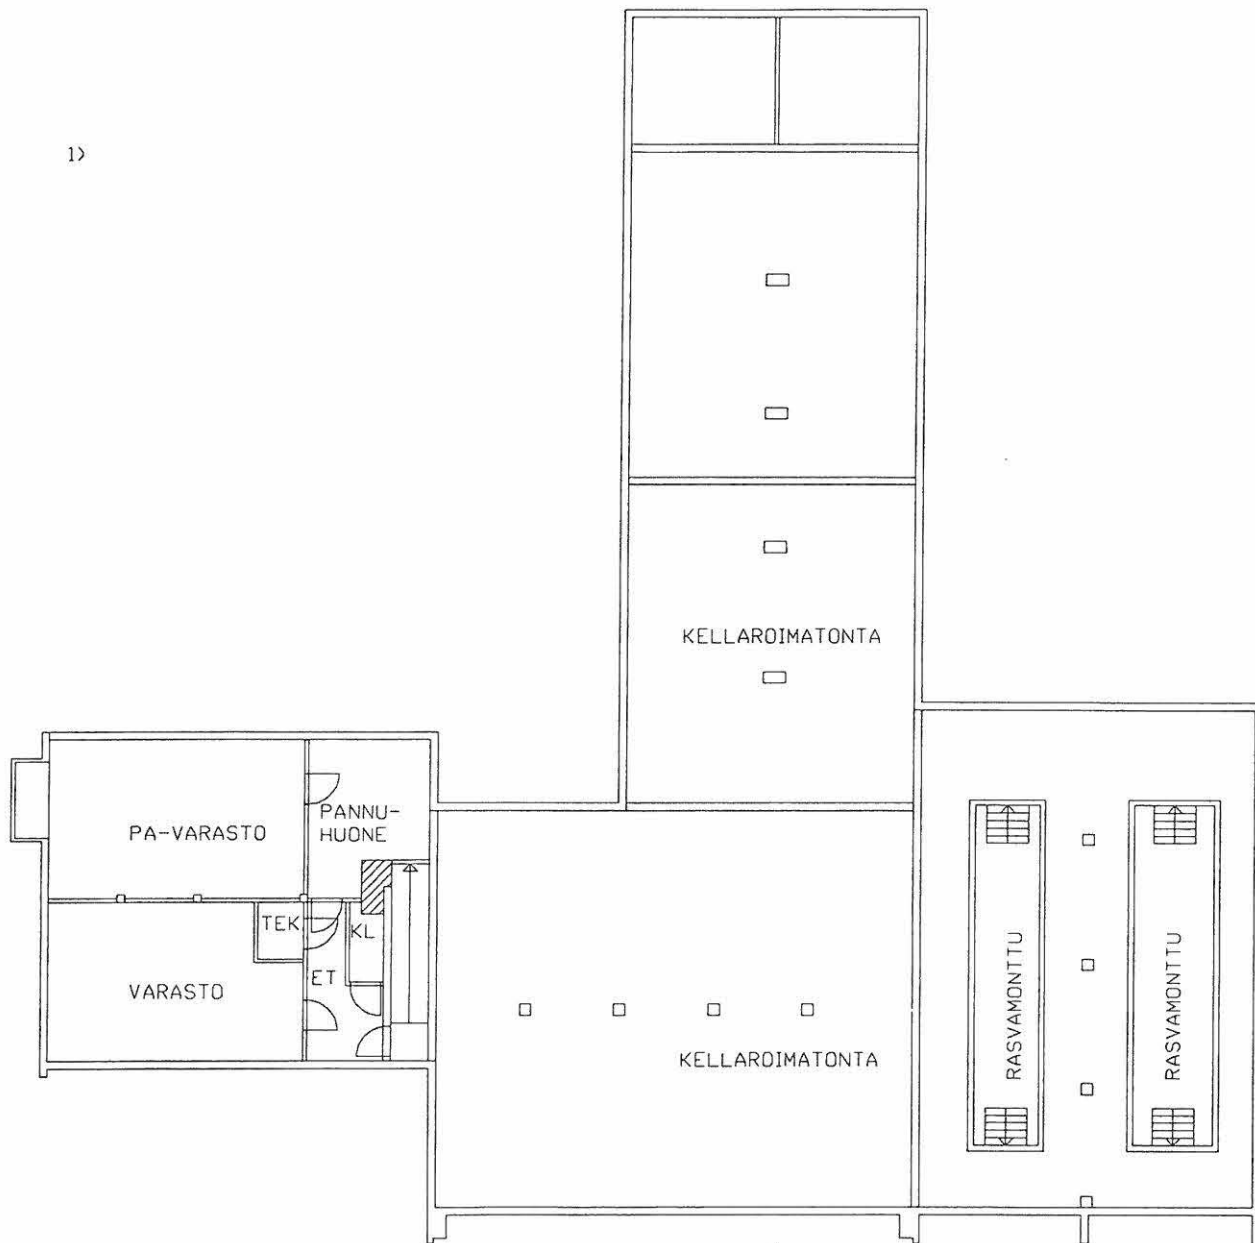 1)
KELLAROIMATONTA
PA-VARASTO
PANNU-
HUONE
TEK
KL
ET
VARASTO
KELLAROIMATONTA
RASVAMONTTU
RASVAMONTTU